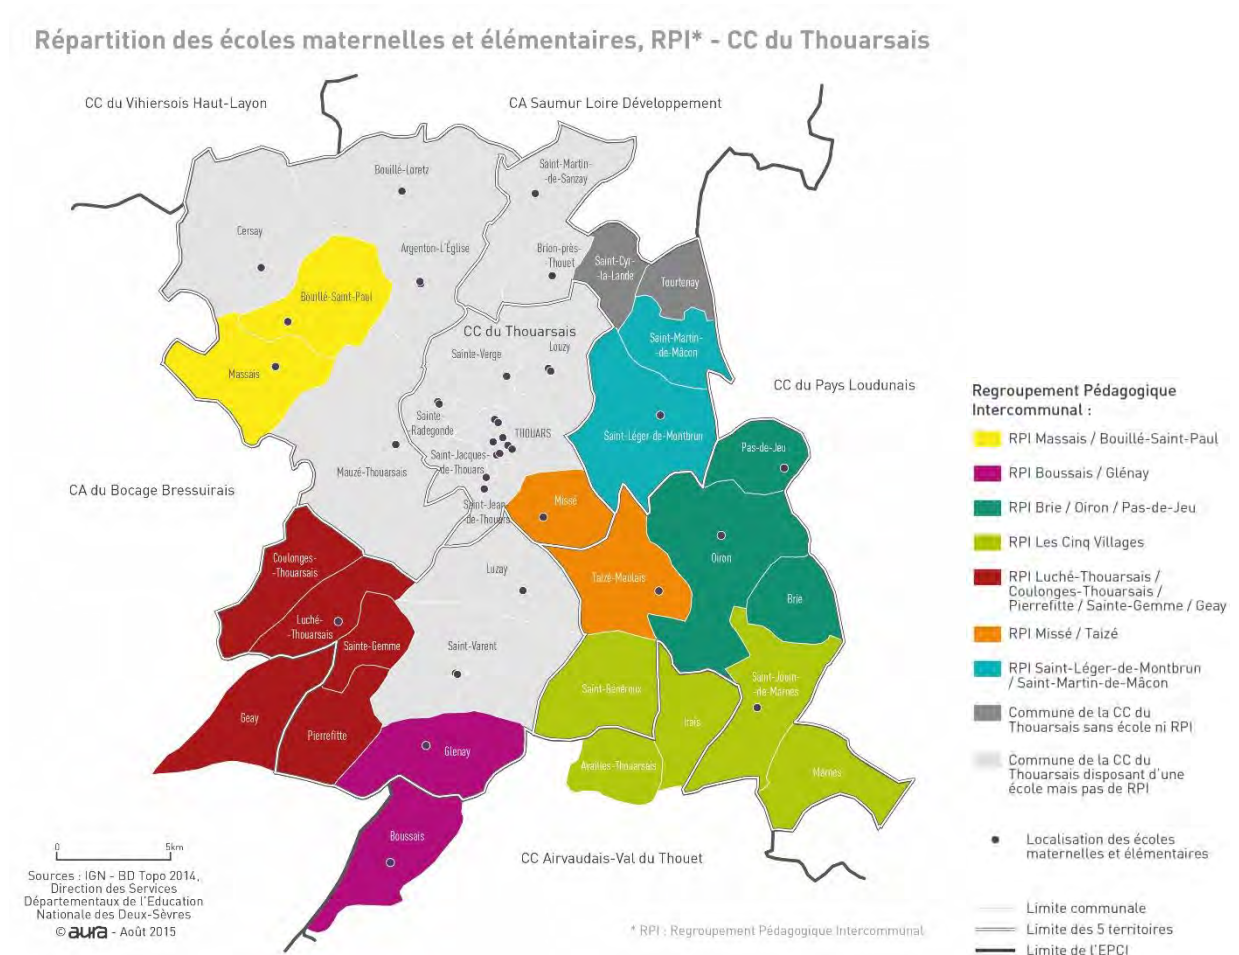 Répartition des écoles maternelles et élémentaires, RPI* - CC du Thouarsais
CC du Vihiersois Haut-Layon
CA Saumur Loire Développement
Saint-Martin-
-de-Sanzay
Bouillé-Loretz
Cersay
Argenton-L'Église
Brion-près-
Thouet
Saint-Cyr-
-la-Lande
Tourtenay
Bouillé-Saint-Paul
CC du Thouarsais
Louzy
Sainte-Verge
Saint-Martin-
-de-Mâcon
Massais
CC du Pays Loudunais
Sainte-
-Radegonde
THOUARS
Saint-Léger-de-Montbrun
Pas-de-Jeu
Saint-Jacques-
-de-Thouars
Mauzé-Thouarsais
CA du Bocage Bressuirais
Saint-Jean-
de-Thouars
Missé
Coulonges-
-Thouarsais
Luzay
Taizé-Maulais
Oiron
Brie
Luché-
-Thouarsais
Sainte-Gemme
Saint-Varent
Saint-Généroux
Saint-Jouin-
-de-Marnes
Geay
Pierrefitte
Irais
Glenay
Availles-Thouarsais
Marnes
Boussais
CC Airvaudais-Val du Thouet
Regroupement Pédagogique
Intercommunal :
RPI Massais / Bouillé-Saint-Paul
RPI Boussais / Glénay
RPI Brie / Oiron / Pas-de-Jeu
RPI Les Cinq Villages
RPI Luché-Thouarsais /
Coulonges-Thouarsais /
Pierrefitte / Sainte-Gemme / Geay
RPI Missé / Taizé
RPI Saint-Léger-de-Montbrun
/ Saint-Martin-de-Mâcon
Commune de la CC du
Thouarsais sans école ni RPI
Commune de la CC du
Thouarsais disposant d'une
école mais pas de RPI
Localisation des écoles
maternelles et élémentaires
Limite communale
Limite des 5 territoires
Limite de l'EPCI
0 5km
Sources : IGN - BD Topo 2014,
Direction des Services
Départementaux de l'Education
Nationale des Deux-Sèvres
© aura - Août 2015
* RPI : Regroupement Pédagogique Intercommunal